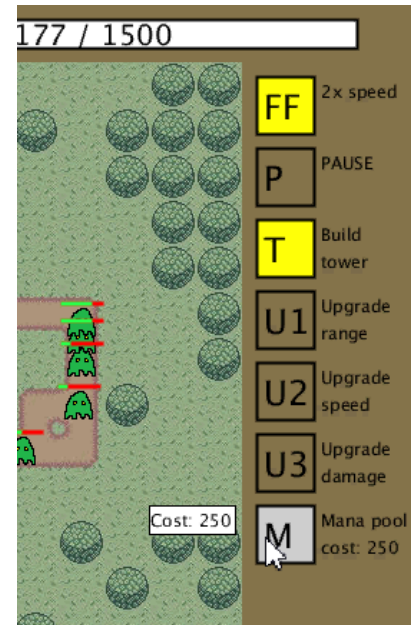 177 / 1500
FF
2x speed
P
PAUSE
T
Build
tower
U1
Upgrade
range
U2
Upgrade
speed
U3
Upgrade
damage
Cost: 250
M
Mana pool
cost: 250